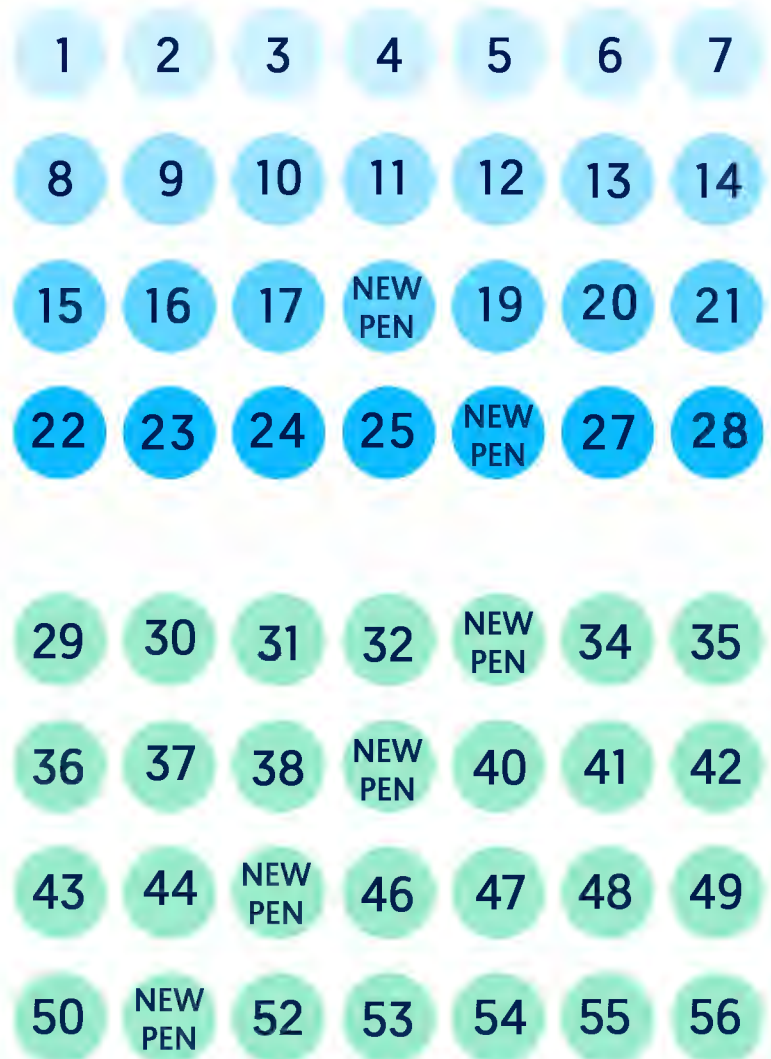 1 2 3 4 5 6 7
8 9 10 11 12 13 14
15 16 17 NEW PEN 19 20 21
22 23 24 25 NEW PEN 27 28
29 30 31 32 NEW PEN 34 35
36 37 38 NEW PEN 40 41 42
43 44 NEW PEN 46 47 48 49
50 NEW PEN 52 53 54 55 56